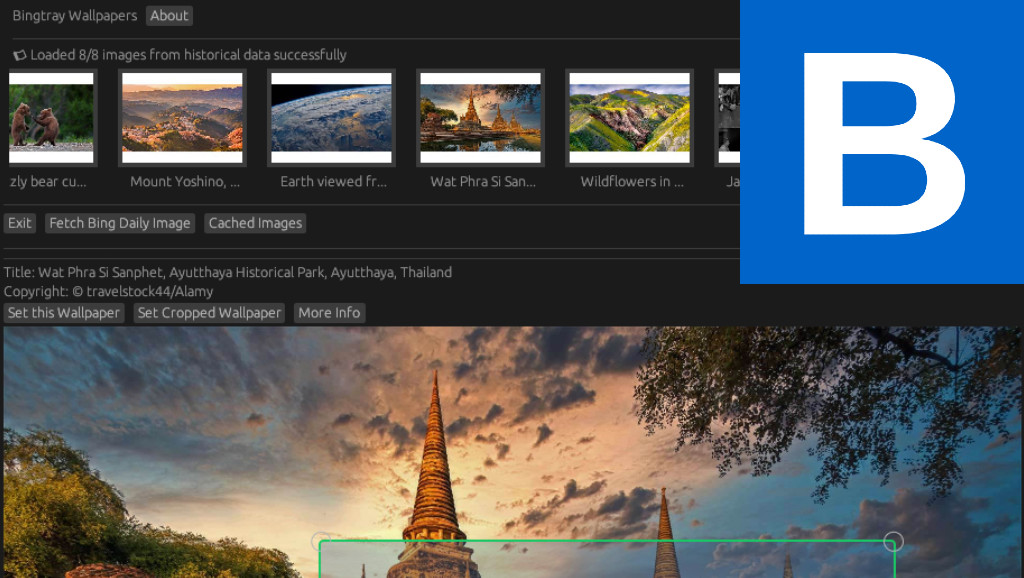 Bingtray Wallpapers About
Loaded 8/8 images from historical data successfully
zly bear cu... Mount Yoshino, ... Earth viewed fr... Wat Phra Si San... Wildflowers in ... Ja
Exit Fetch Bing Daily Image Cached Images
Title: Wat Phra Si Sanphet, Ayutthaya Historical Park, Ayutthaya, Thailand
Copyright: © travelstock44/Alamy
Set this Wallpaper Set Cropped Wallpaper More Info
B